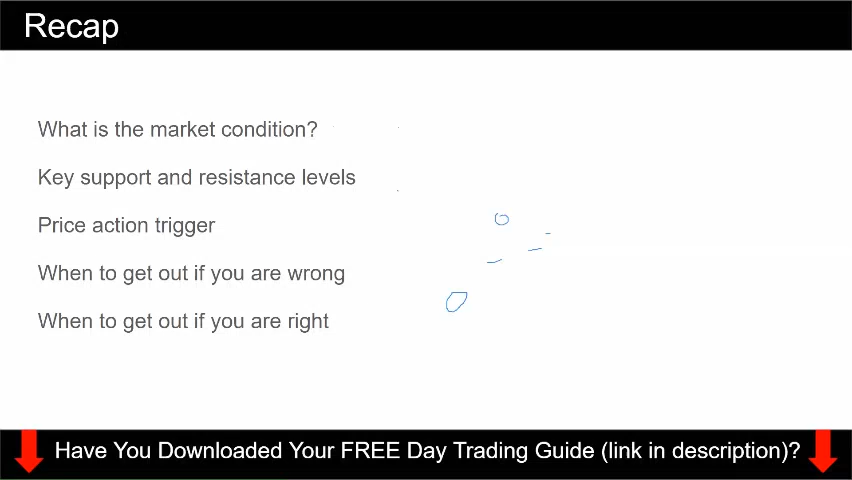 Recap
What is the market condition?
Key support and resistance levels
Price action trigger
When to get out if you are wrong
When to get out if you are right
Have You Downloaded Your FREE Day Trading Guide (link in description)?